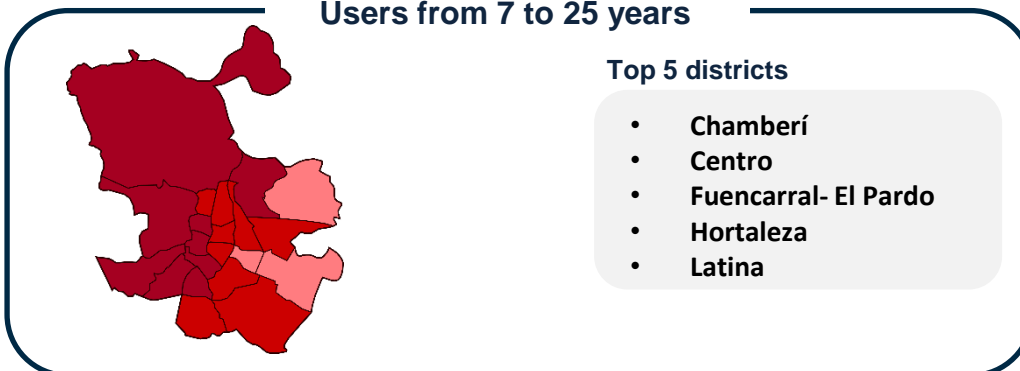 Users from 7 to 25 years
Top 5 districts
• Chamberí
• Centro
• Fuencarral- El Pardo
• Hortaleza
• Latina